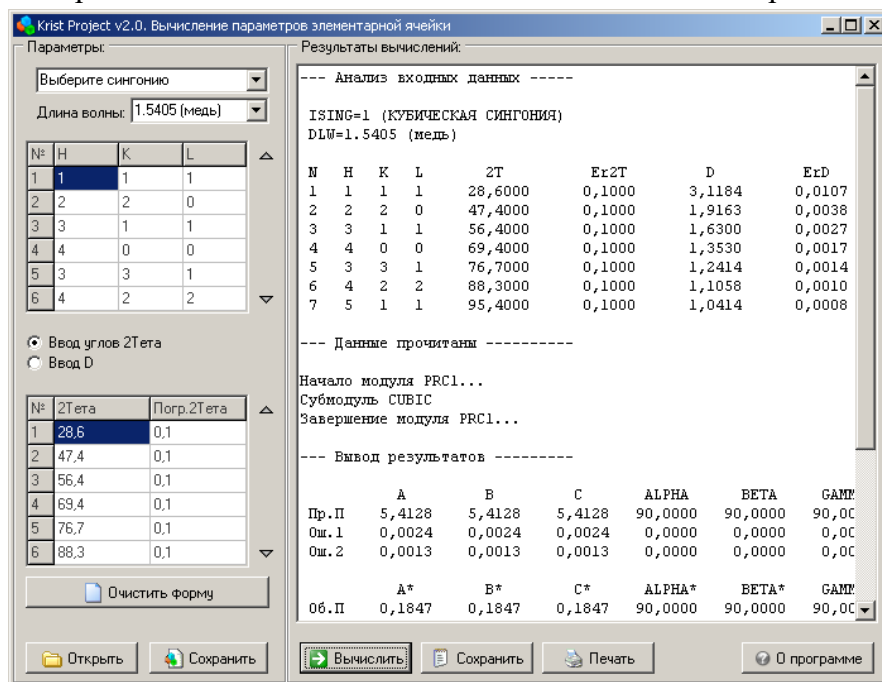 Krist Project v2.0. Вычисление параметров элементарной ячейки
Параметры:
Выберите сингонию
Длина волны: 1.5405 (медь)
№ H K L
1 1 1 1
2 2 2 0
3 3 1 1
4 4 0 0
5 3 3 1
6 4 2 2
Ввод углов 2Тета
Ввод D
№ 2Тета Погр.2Тета
1 28,6 0,1
2 47,4 0,1
3 56,4 0,1
4 69,4 0,1
5 76,7 0,1
6 88,3 0,1
Очистить форму
Открыть Сохранить
Результаты вычислений:
--- Анализ входных данных -----
ISING=1 (КУБИЧЕСКАЯ СИНГОНИЯ)
DLW=1.5405 (медь)
N H K L 2T Er2T D ErD
1 1 1 1 28,6000 0,1000 3,1184 0,0107
2 2 2 0 47,4000 0,1000 1,9163 0,0038
3 3 1 1 56,4000 0,1000 1,6300 0,0027
4 4 0 0 69,4000 0,1000 1,3530 0,0017
5 3 3 1 76,7000 0,1000 1,2414 0,0014
6 4 2 2 88,3000 0,1000 1,1058 0,0010
7 5 1 1 95,4000 0,1000 1,0414 0,0008
--- Данные прочитаны ----------
Начало модуля PRC1...
Субмодуль CUBIC
Завершение модуля PRC1...
--- Вывод результатов ---------
A B C ALPHA BETA GAMM
Пр.П 5,4128 5,4128 5,4128 90,0000 90,0000 90,00
Ош.1 0,0024 0,0024 0,0024 0,0000 0,0000 0,00
Ош.2 0,0013 0,0013 0,0013 0,0000 0,0000 0,00
A* B* C* ALPHA* BETA* GAMM
Об.П 0,1847 0,1847 0,1847 90,0000 90,0000 90,00
Вычислить Сохранить Печать О программе